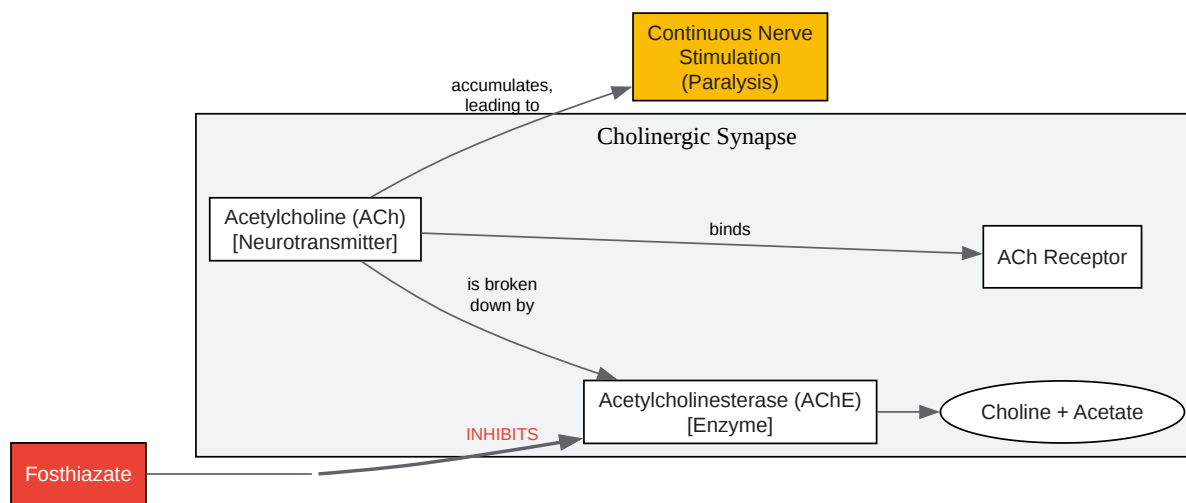 Continuous Nerve
Stimulation
(Paralysis)
accumulates,
leading to
Cholinergic Synapse
Acetylcholine (ACh)
[Neurotransmitter]
binds
ACh Receptor
is broken
down by
Acetylcholinesterase (AChE)
[Enzyme]
Choline + Acetate
INHIBITS
Fosthiazate